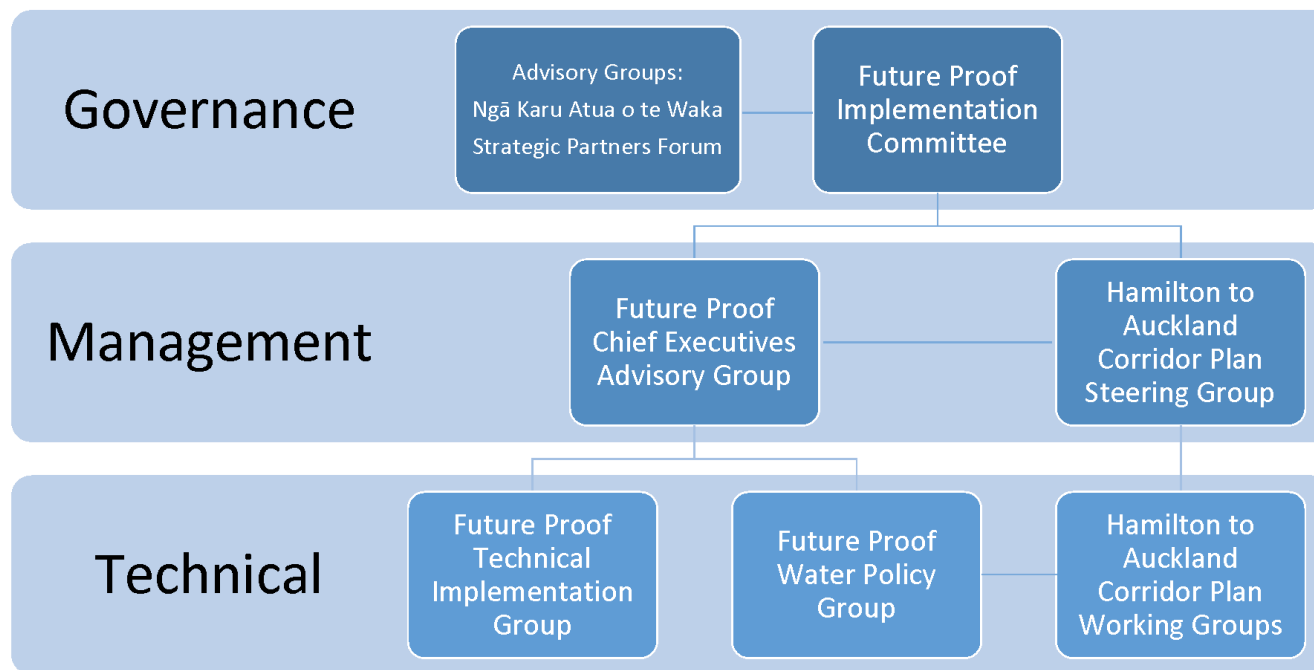 Governance
Advisory Groups:
Ngā Karu Atua o te Waka
Strategic Partners Forum
Future Proof
Implementation
Committee
Management
Future Proof
Chief Executives
Advisory Group
Hamilton to
Auckland
Corridor Plan
Steering Group
Technical
Future Proof
Technical
Implementation
Group
Future Proof
Water Policy
Group
Hamilton to
Auckland
Corridor Plan
Working Groups